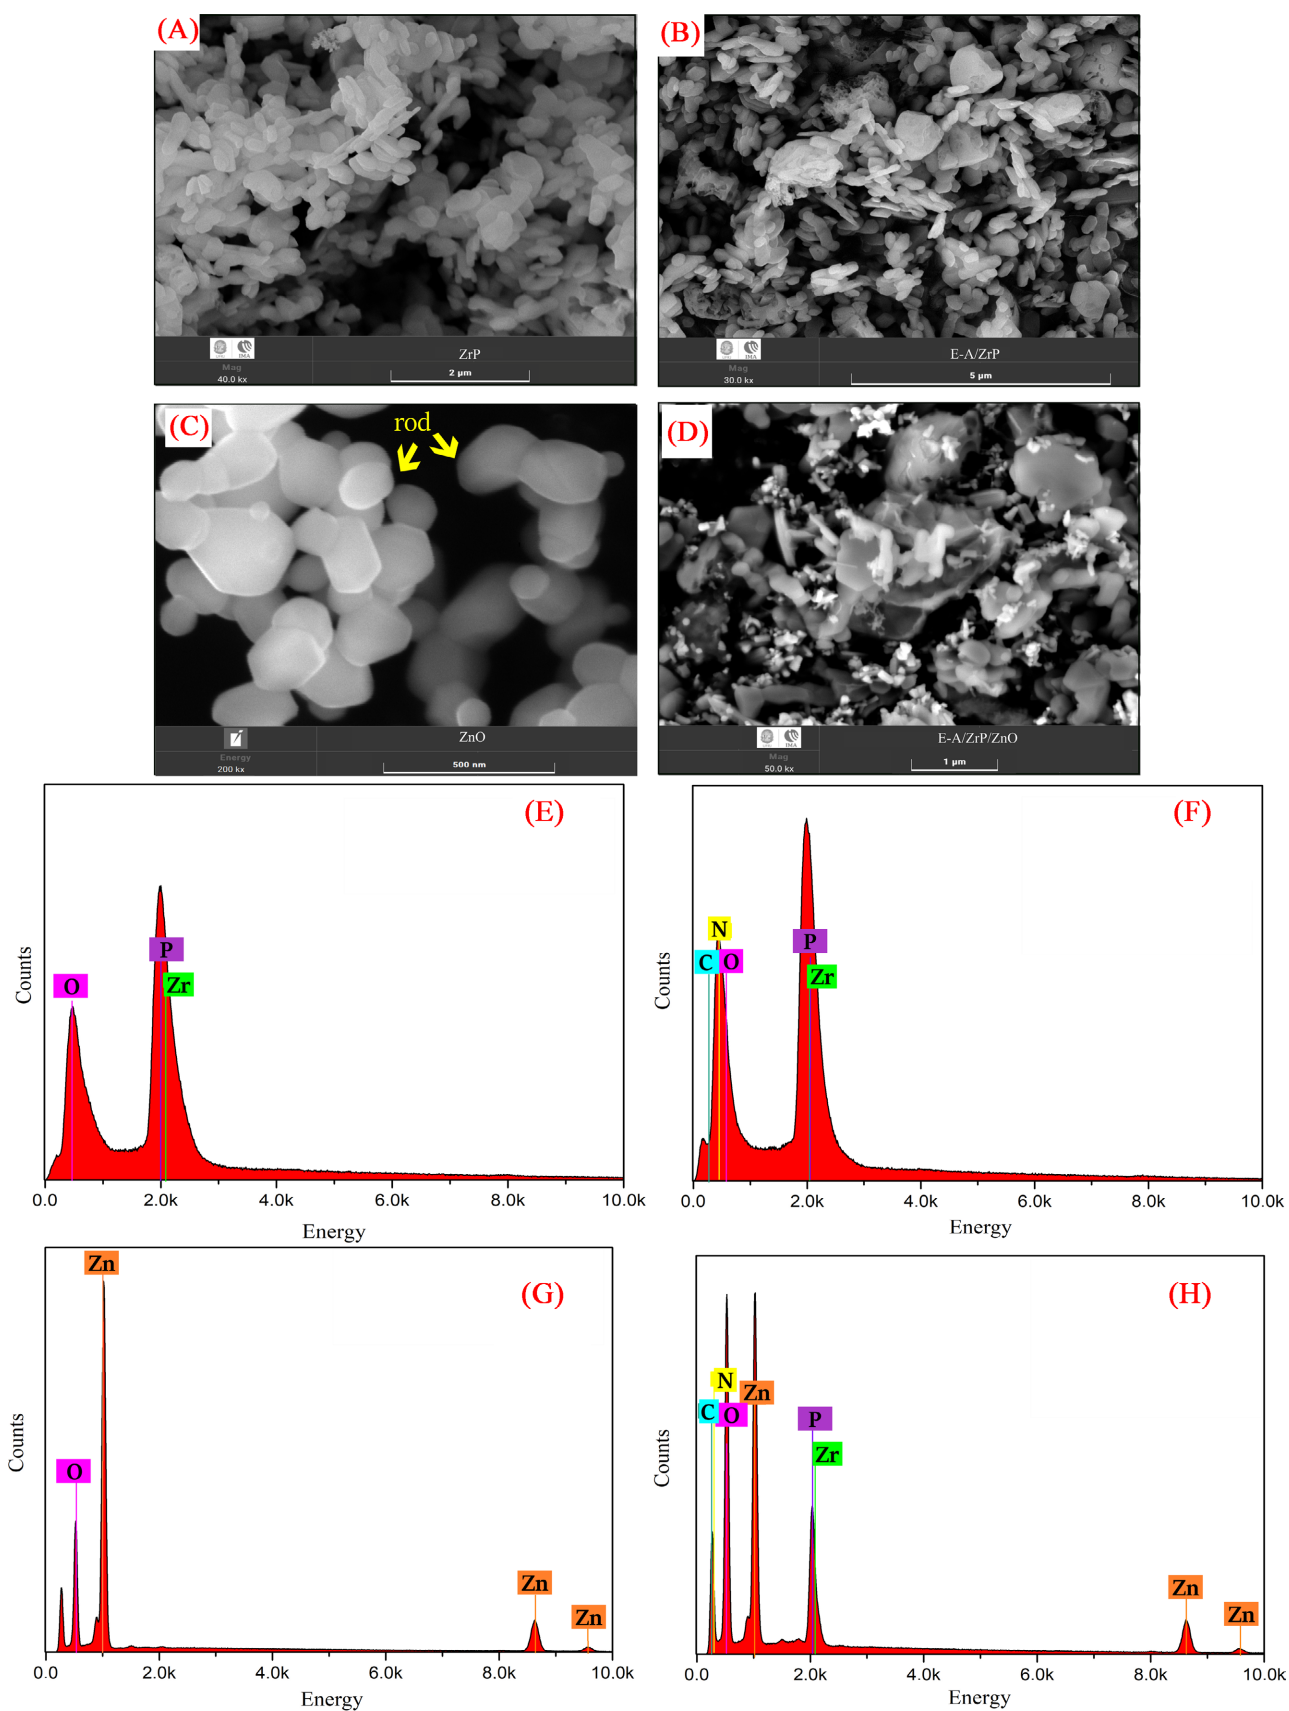 (A)
IMA
ZrP
Mag
40.0 kx
2 µm
(B)
IMA
E-A/ZrP
Mag
30.0 kx
5 µm
(C)
rod
ZnO
Energy
200 kx
500 nm
(D)
IMA
E-A/ZrP/ZnO
Mag
50.0 kx
1 µm
(E)
O
P
Zr
Counts
0.0 2.0k 4.0k 6.0k 8.0k 10.0k
Energy
(F)
N
C O
P
Zr
Counts
0.0 2.0k 4.0k 6.0k 8.0k 10.0k
Energy
(G)
Zn
O
Zn
Zn
Counts
0.0 2.0k 4.0k 6.0k 8.0k 10.0k
Energy
(H)
N
Zn
C O
P
Zr
Zn
Zn
Counts
0.0 2.0k 4.0k 6.0k 8.0k 10.0k
Energy